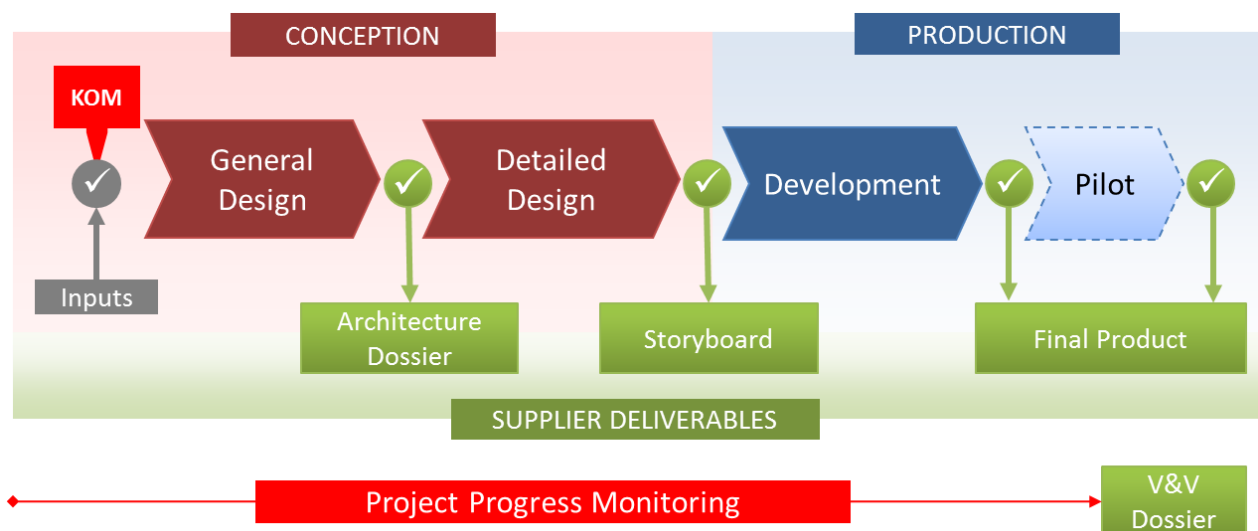 CONCEPTION
PRODUCTION
KOM
General
Design
Detailed
Design
Development
Pilot
Inputs
Architecture
Dossier
Storyboard
Final Product
SUPPLIER DELIVERABLES
Project Progress Monitoring
V&V
Dossier